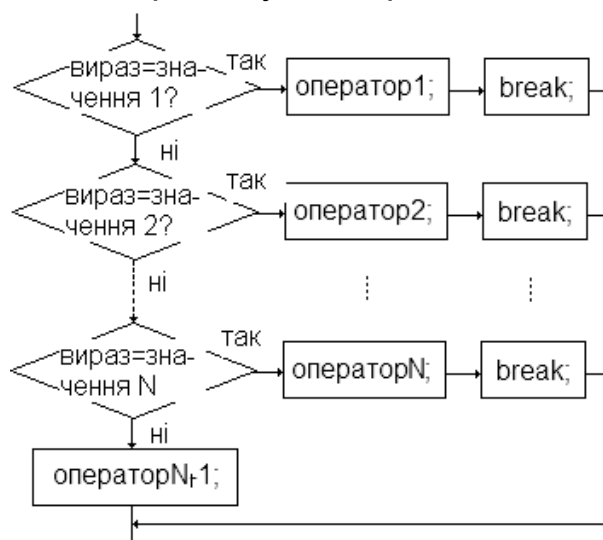 вираз=зна-
чення 1?
так
оператор1;
break;
ні
вираз=зна-
чення 2?
так
оператор2;
break;
ні
вираз=зна-
чення N
так
операторN;
break;
ні
операторN+1;